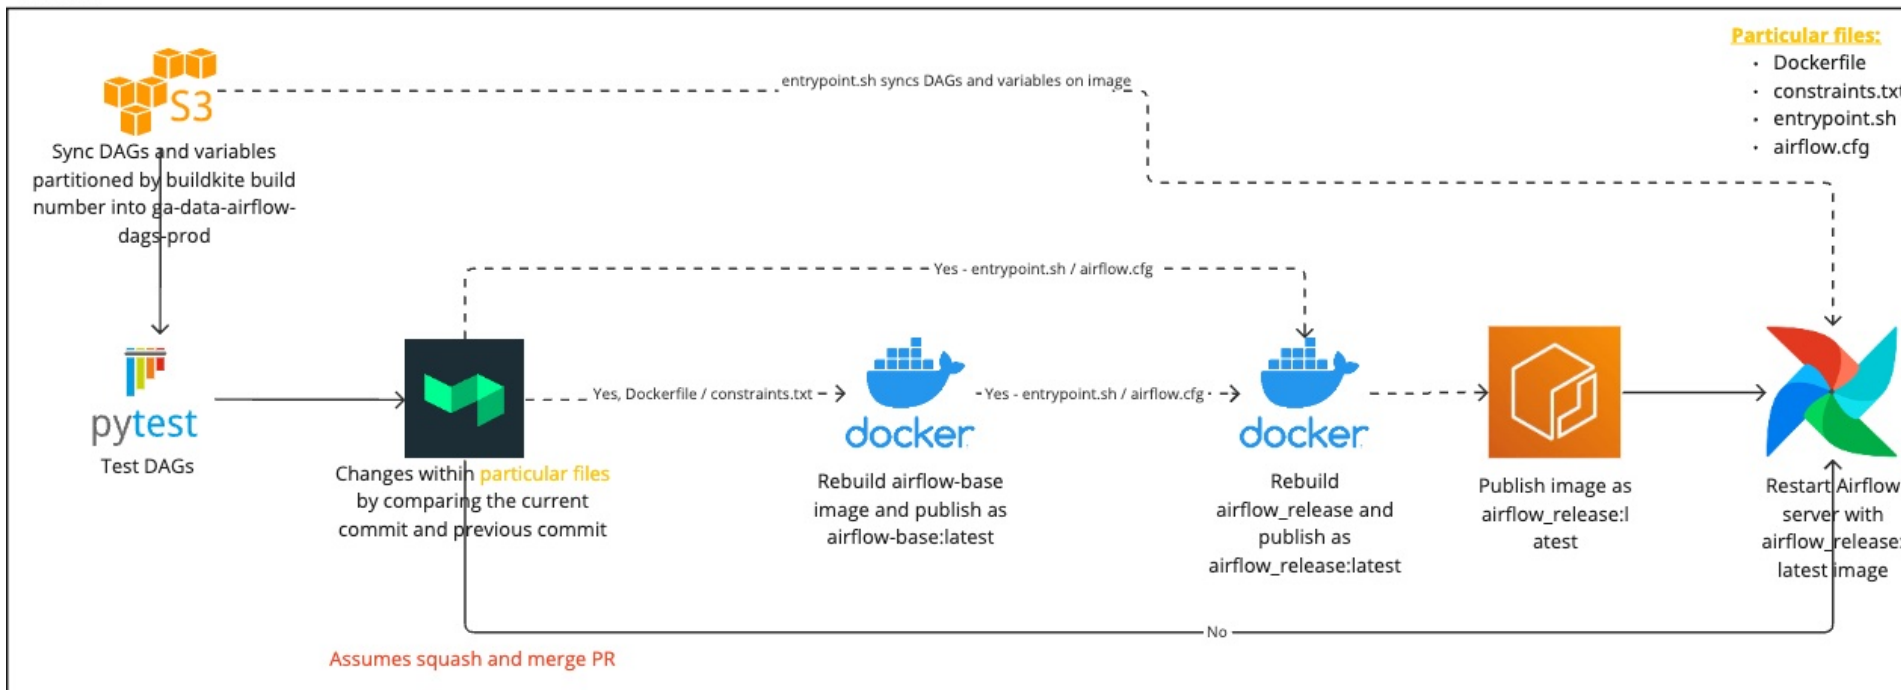 Particular files:
· Dockerfile
· constraints.txt
· entrypoint.sh
· airflow.cfg
entrypoint.sh syncs DAGs and variables on image
S3
Sync DAGs and variables
partitioned by buildkite build
number into ga-data-airflow-
dags-prod
Yes - entrypoint.sh / airflow.cfg
pytest
Test DAGs
Changes within particular files
by comparing the current
commit and previous commit
Yes, Dockerfile / constraints.txt
docker
Rebuild airflow-base
image and publish as
airflow-base:latest
Yes - entrypoint.sh / airflow.cfg
docker
Rebuild
airflow_release and
publish as
airflow_release:latest
Publish image as
airflow_release:l
atest
Restart Airflow
server with
airflow_release:
latest image
No
Assumes squash and merge PR